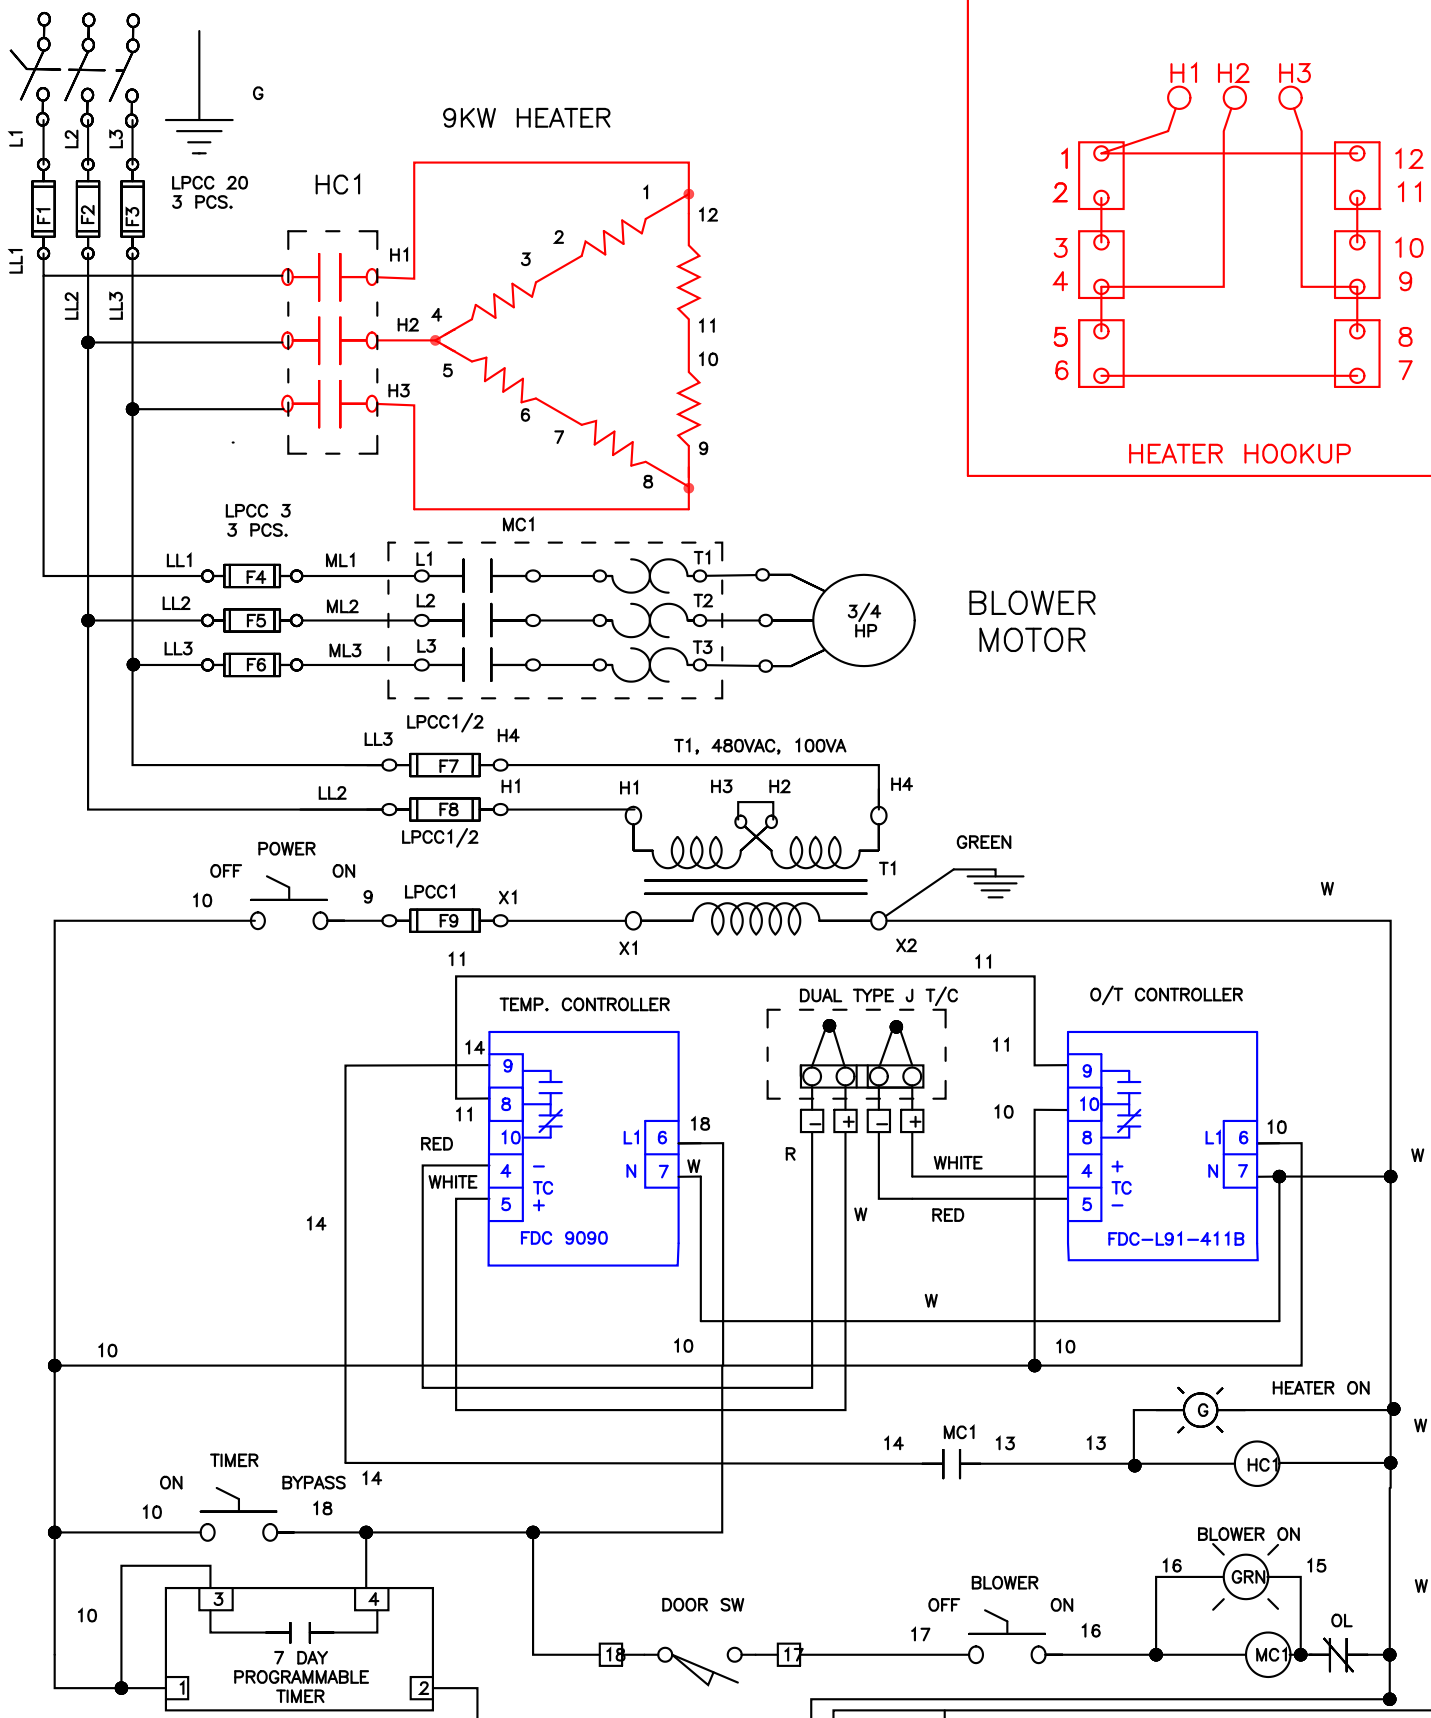 G
L1
L2
L3
LPCC 20
3 PCS.
F1
F2
F3
LL1
LL2
LL3
HC1
9KW HEATER
H1
H2
H3
1
12
2
3
4
11
10
5
6
7
9
8
H1 H2 H3
1
2
3
4
5
6
12
11
10
9
8
7
HEATER HOOKUP
LPCC 3
3 PCS.
MC1
LL1
F4
ML1
L1
T1
LL2
F5
ML2
L2
T2
LL3
F6
ML3
L3
T3
3/4
HP
BLOWER
MOTOR
LPCC1/2
LL3
F7
H4
T1, 480VAC, 100VA
LL2
F8
H1
LPCC1/2
H1
H3
H2
H4
T1
GREEN
POWER
OFF
ON
10
9
LPCC1
F9
X1
X1
X2
W
11
11
TEMP. CONTROLLER
DUAL TYPE J T/C
O/T CONTROLLER
14
9
11
8
10
RED
4 -
WHITE
TC
5 +
L1 6
18
N 7
W
FDC 9090
- + - +
R
W
WHITE
RED
11
9
10
10
8
4 +
TC
5 -
L1 6
10
N 7
FDC-L91-411B
W
14
W
10
10
10
HEATER ON
G
W
14
MC1
13
13
HC1
14
TIMER
ON
BYPASS
10
18
BLOWER ON
16
GRN
15
W
3
4
10
7 DAY
PROGRAMMABLE
TIMER
1
2
DOOR SW
18
17
17
BLOWER
OFF
ON
16
MC1
OL